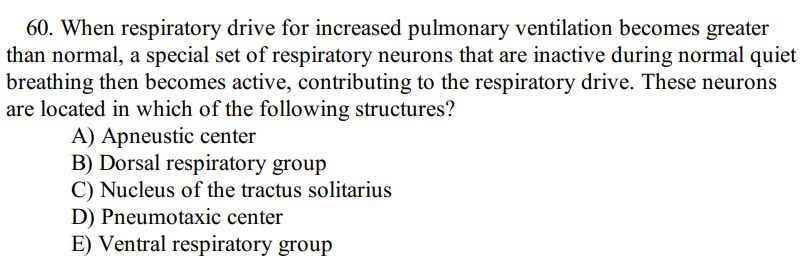 60. When respiratory drive for increased pulmonary ventilation becomes greater
than normal, a special set of respiratory neurons that are inactive during normal quiet
breathing then becomes active, contributing to the respiratory drive. These neurons
are located in which of the following structures?
A) Apneustic center
B) Dorsal respiratory group
C) Nucleus of the tractus solitarius
D) Pneumotaxic center
E) Ventral respiratory group